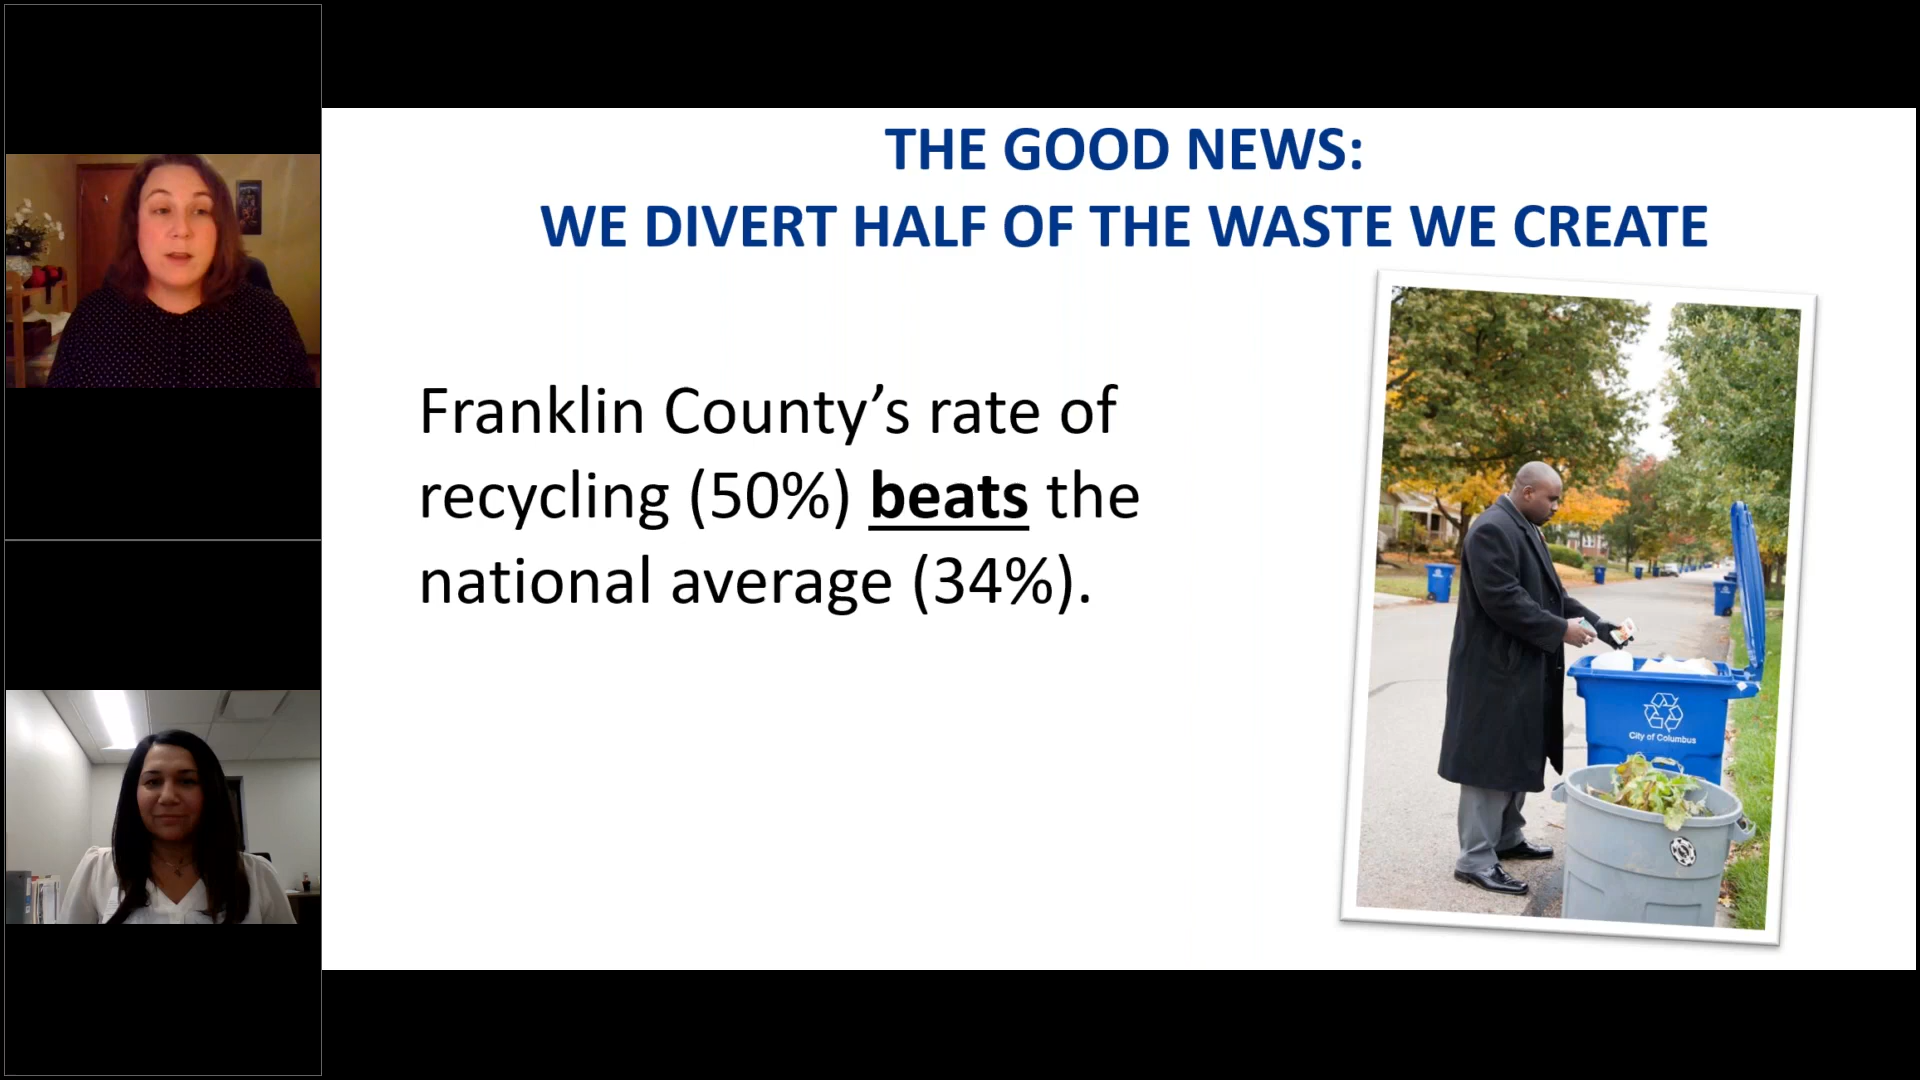 THE GOOD NEWS:
WE DIVERT HALF OF THE WASTE WE CREATE
Franklin County’s rate of
recycling (50%) beats the
national average (34%).
City of Columbus